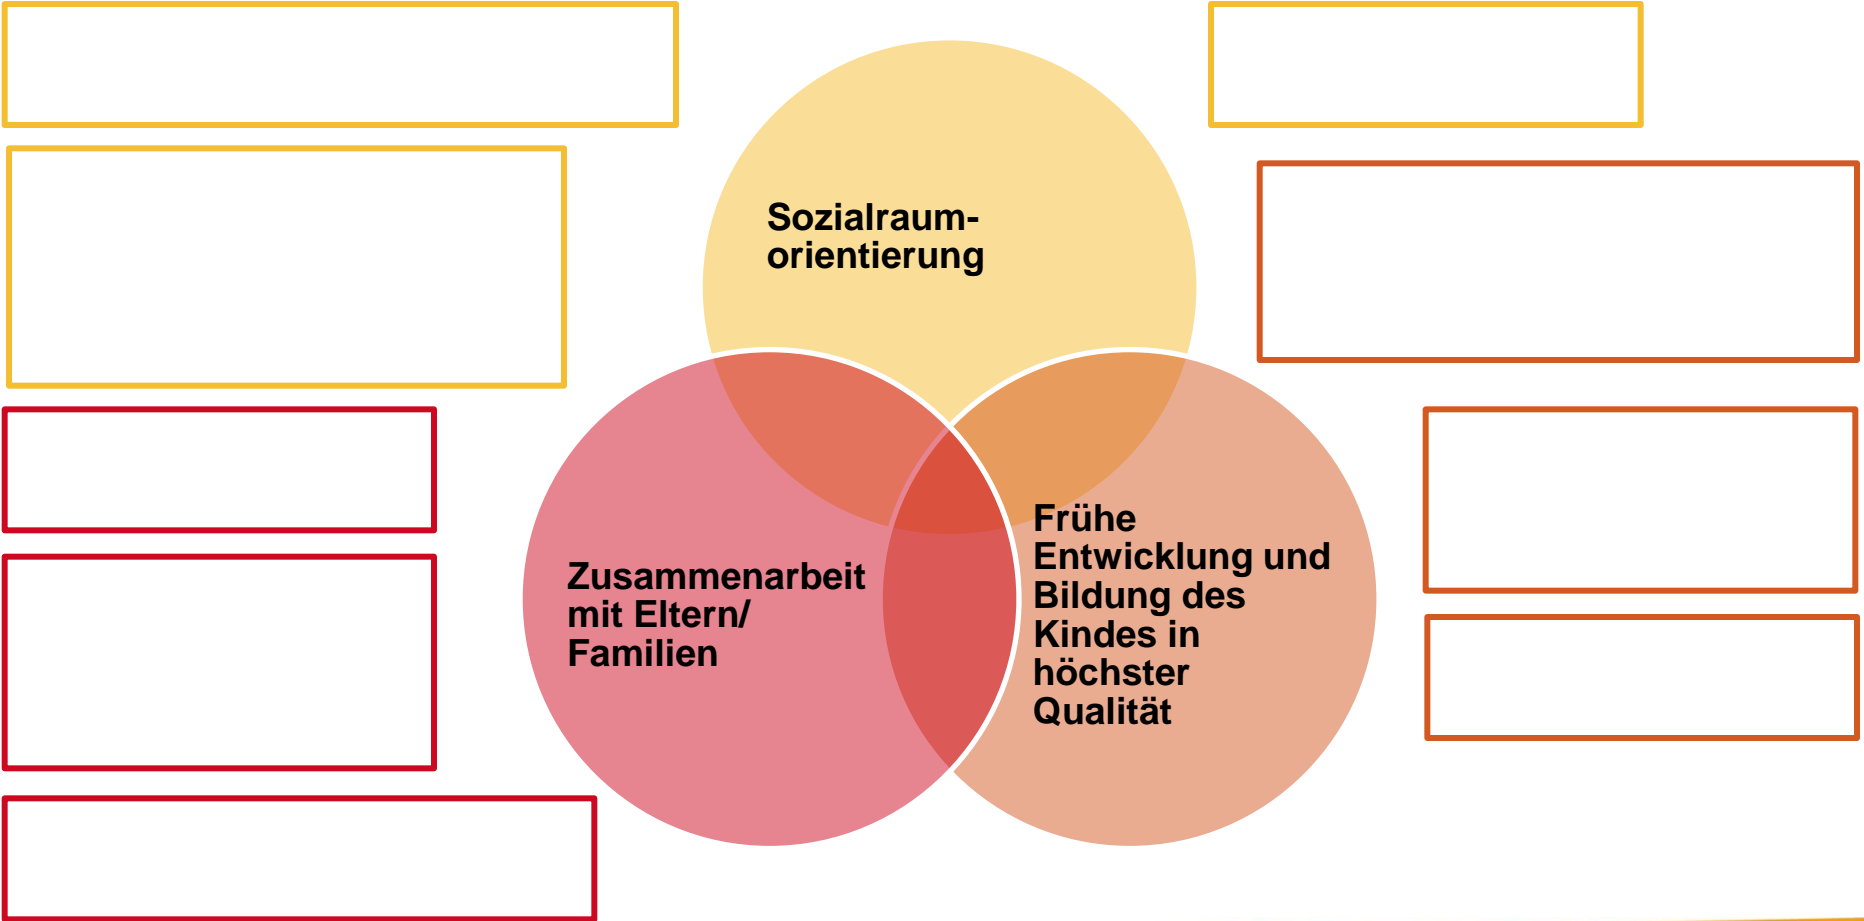 Sozialraum-
orientierung
Zusammenarbeit
mit Eltern/
Familien
Frühe
Entwicklung und
Bildung des
Kindes in
höchster
Qualität